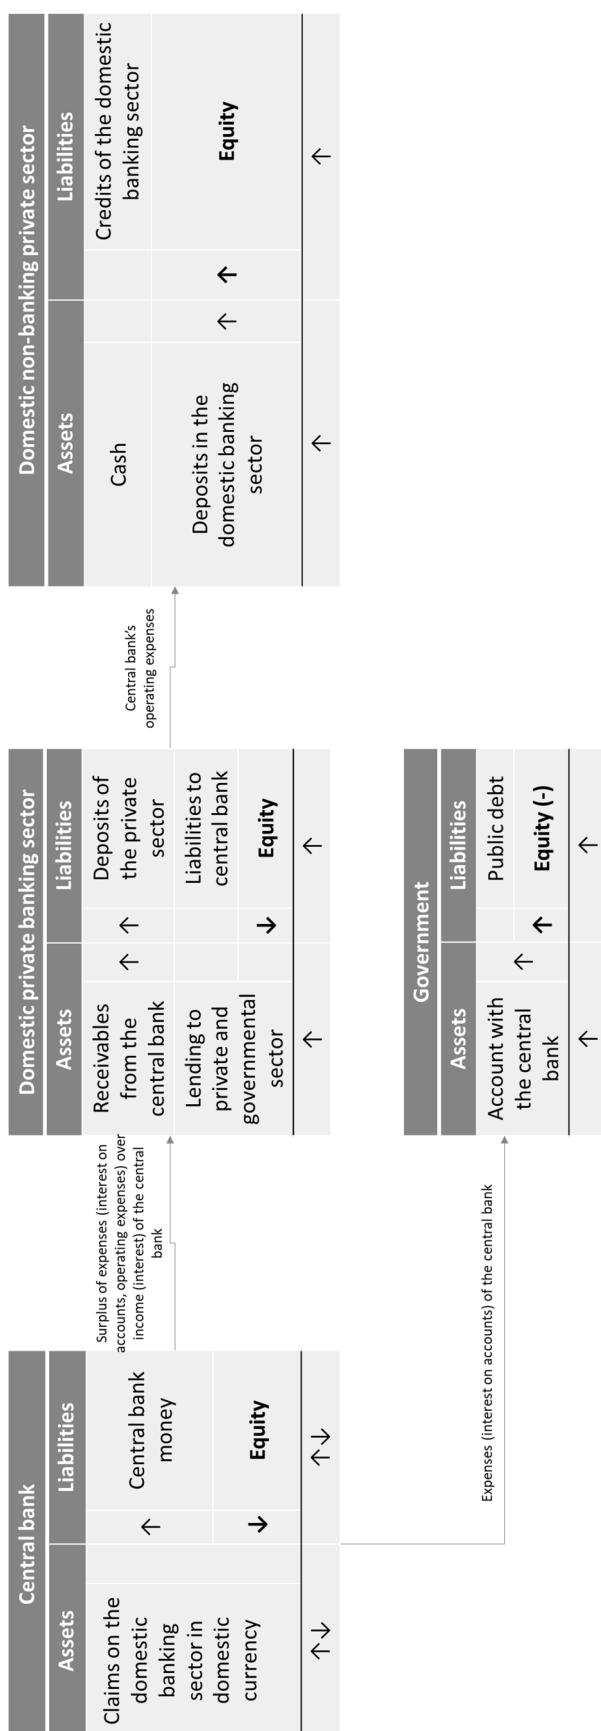 Central bank
Assets
Liabilities
Claims on the
domestic
banking
sector in
domestic
currency
↑
Central bank
money
↓
Equity
↑↓
↑↓
Surplus of expenses (interest on
accounts, operating expenses) over
income (interest) of the central
bank
Expenses (interest on accounts) of the central bank
Domestic private banking sector
Assets
Liabilities
Receivables
from the
central bank
↑
↑
Deposits of
the private
sector
Lending to
private and
governmental
sector
Liabilities to
central bank
↓
Equity
↑
↑
Central bank's
operating expenses
Domestic non-banking private sector
Assets
Liabilities
Cash
Credits of the domestic
banking sector
Deposits in the
domestic banking
sector
↑
↑
Equity
↑
↑
Government
Assets
Liabilities
Account with
the central
bank
↑
Public debt
↑
Equity (-)
↑
↑